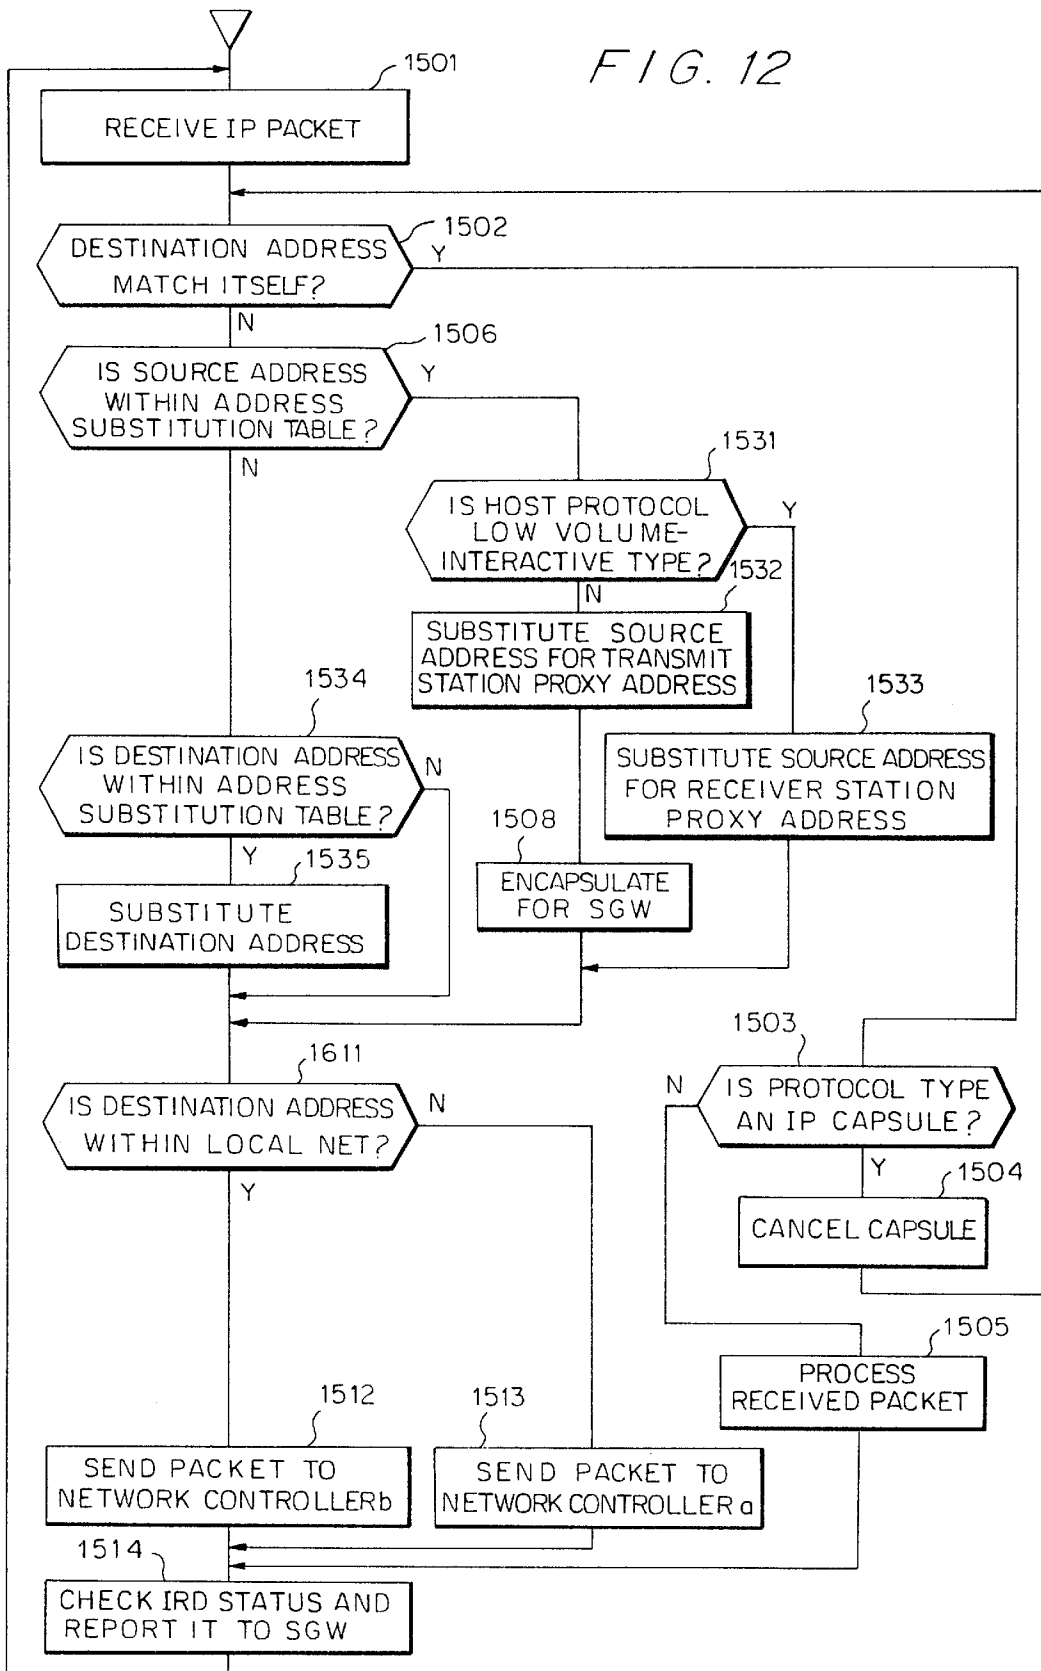 FIG. 12
1501
RECEIVE IP PACKET
1502
DESTINATION ADDRESS
MATCH ITSELF?
Y
N
1506
IS SOURCE ADDRESS
WITHIN ADDRESS
SUBSTITUTION TABLE?
Y
N
1531
IS HOST PROTOCOL
LOW VOLUME-
INTERACTIVE TYPE?
Y
N
1532
SUBSTITUTE SOURCE
ADDRESS FOR TRANSMIT
STATION PROXY ADDRESS
1533
SUBSTITUTE SOURCE ADDRESS
FOR RECEIVER STATION
PROXY ADDRESS
1534
IS DESTINATION ADDRESS
WITHIN ADDRESS
SUBSTITUTION TABLE?
N
Y
1535
SUBSTITUTE
DESTINATION ADDRESS
1508
ENCAPSULATE
FOR SGW
1611
IS DESTINATION ADDRESS
WITHIN LOCAL NET?
N
Y
1503
IS PROTOCOL TYPE
AN IP CAPSULE?
N
Y
1504
CANCEL CAPSULE
1505
PROCESS
RECEIVED PACKET
1512
SEND PACKET TO
NETWORK CONTROLLER b
1513
SEND PACKET TO
NETWORK CONTROLLER a
1514
CHECK IRD STATUS AND
REPORT IT TO SGW